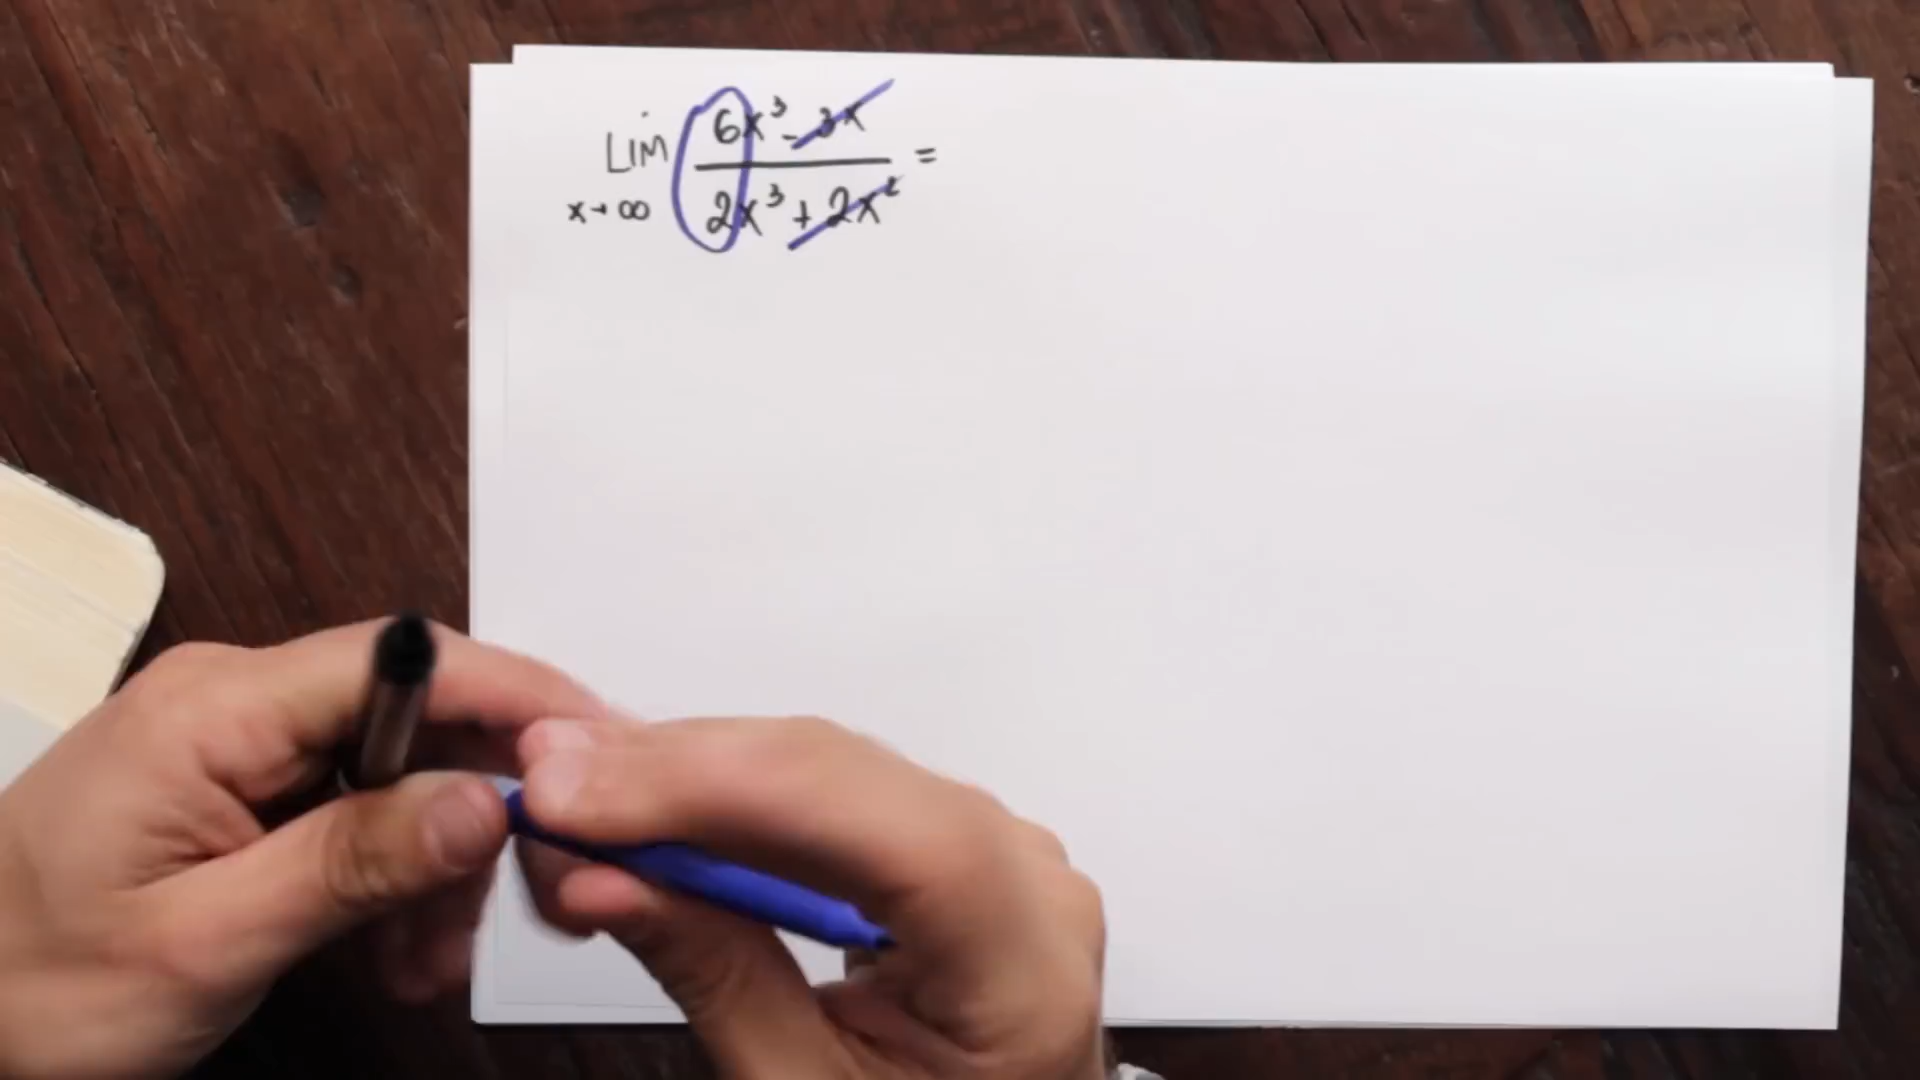 Lim 6x³ - 3x
x→∞ 2x³ + 2x² =